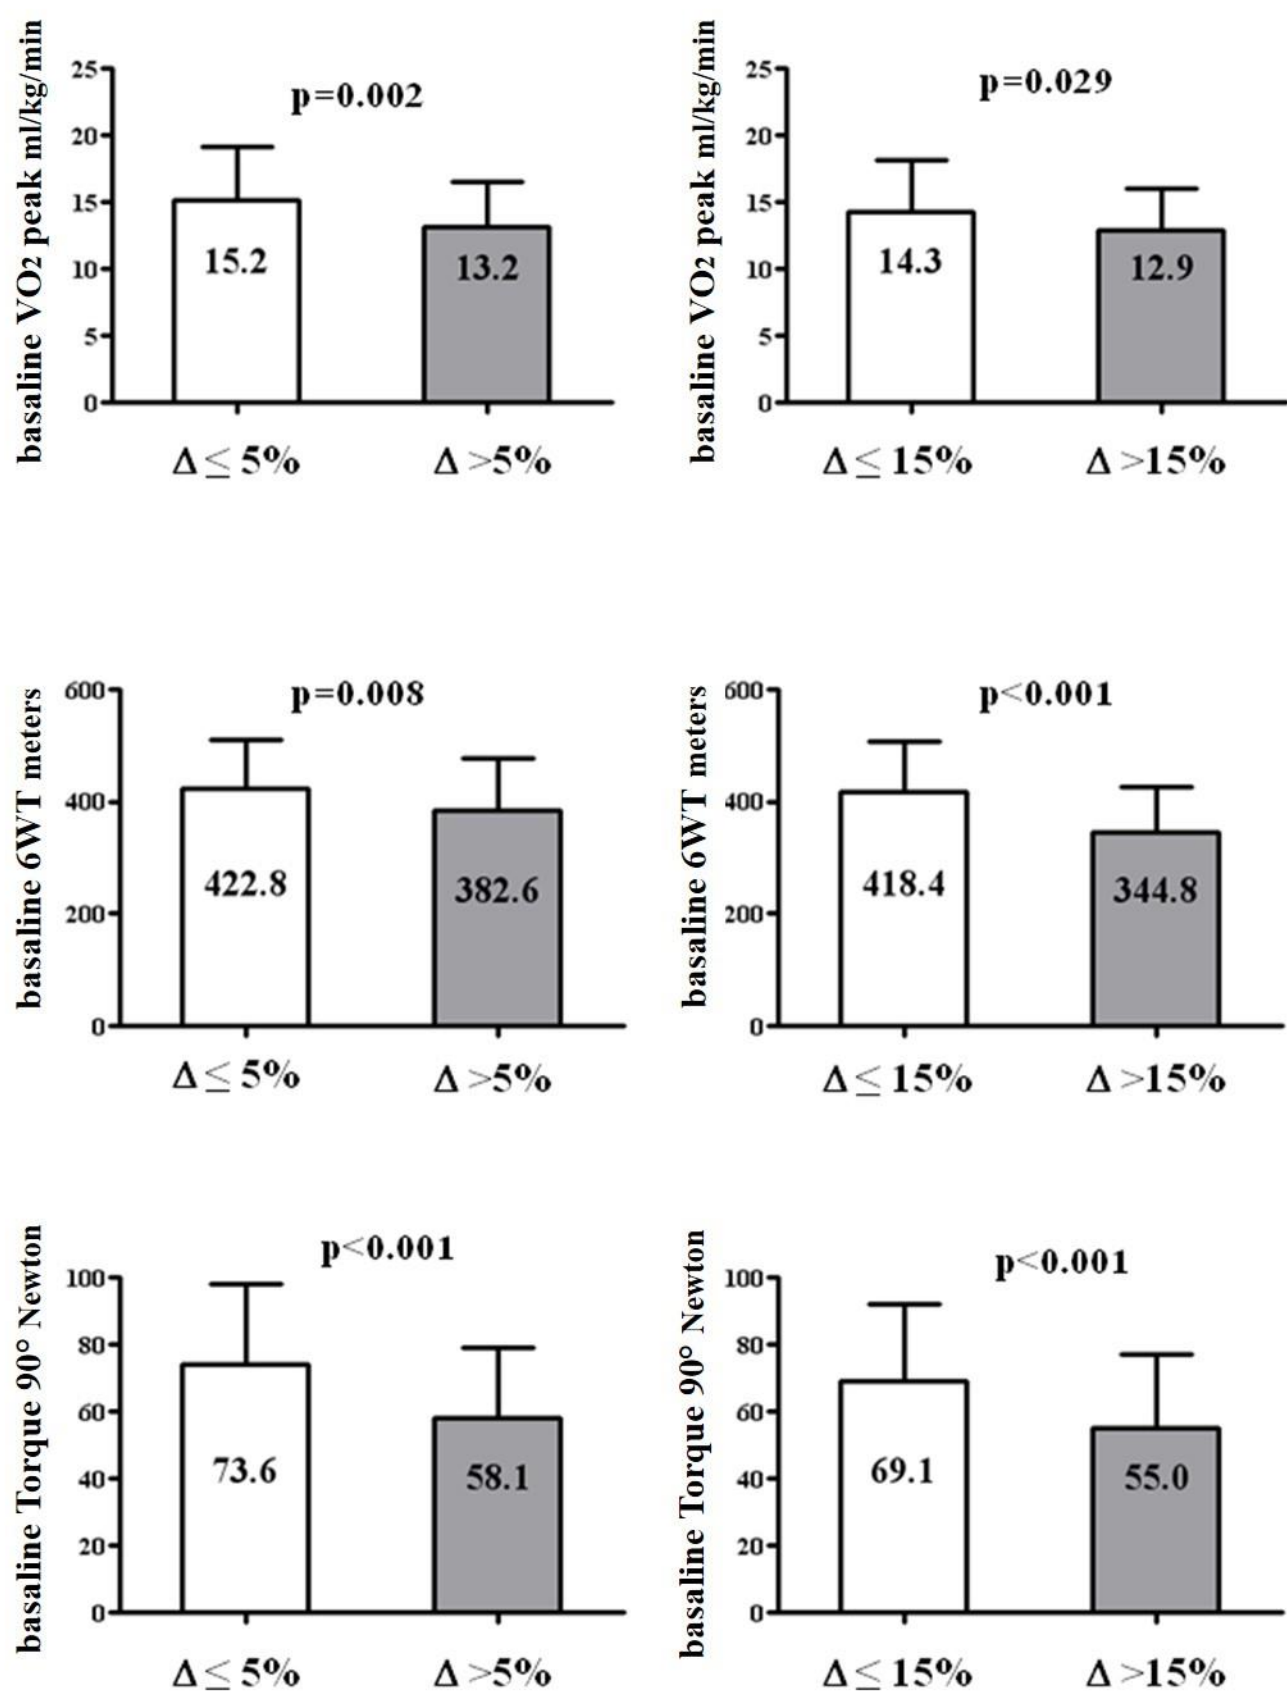 basaline VO2 peak ml/kg/min
p=0.002
25
20
15
10
5
0
15.2
13.2
Δ ≤ 5%
Δ >5%
basaline VO2 peak ml/kg/min
p=0.029
25
20
15
10
5
0
14.3
12.9
Δ ≤ 15%
Δ >15%
basaline 6WT meters
p=0.008
600
400
200
0
422.8
382.6
Δ ≤ 5%
Δ >5%
basaline 6WT meters
p<0.001
600
400
200
0
418.4
344.8
Δ ≤ 15%
Δ >15%
basaline Torque 90° Newton
p<0.001
100
80
60
40
20
0
73.6
58.1
Δ ≤ 5%
Δ >5%
basaline Torque 90° Newton
p<0.001
100
80
60
40
20
0
69.1
55.0
Δ ≤ 15%
Δ >15%